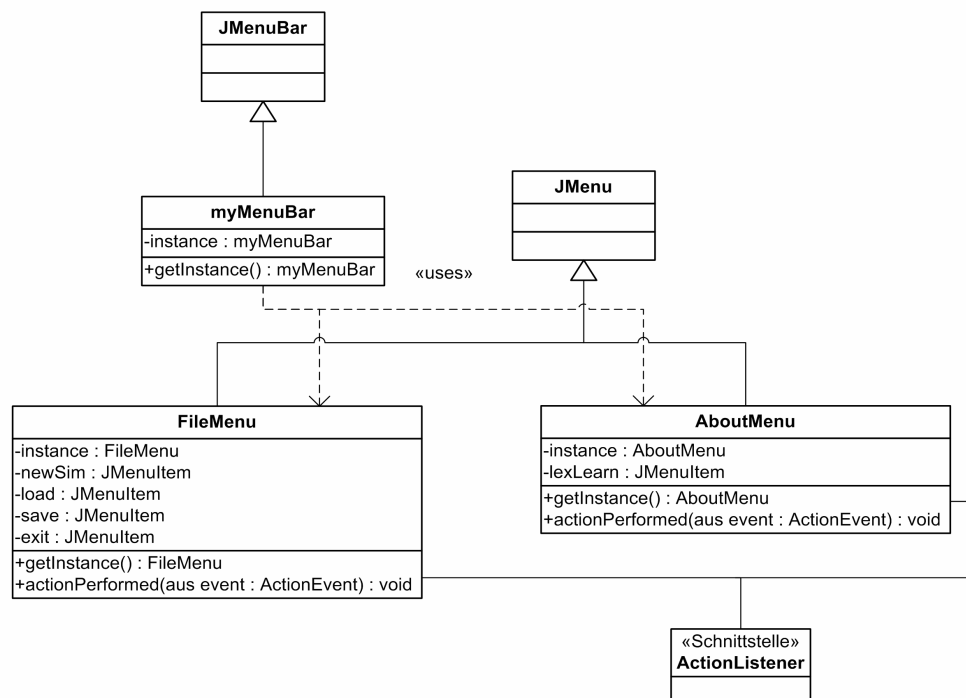 JMenuBar
myMenuBar
-instance : myMenuBar
+getInstance() : myMenuBar
«uses»
JMenu
FileMenu
-instance : FileMenu
-newSim : JMenuItem
-load : JMenuItem
-save : JMenuItem
-exit : JMenuItem
+getInstance() : FileMenu
+actionPerformed(aus event : ActionEvent) : void
AboutMenu
-instance : AboutMenu
-lexLearn : JMenuItem
+getInstance() : AboutMenu
+actionPerformed(aus event : ActionEvent) : void
«Schnittstelle»
ActionListener